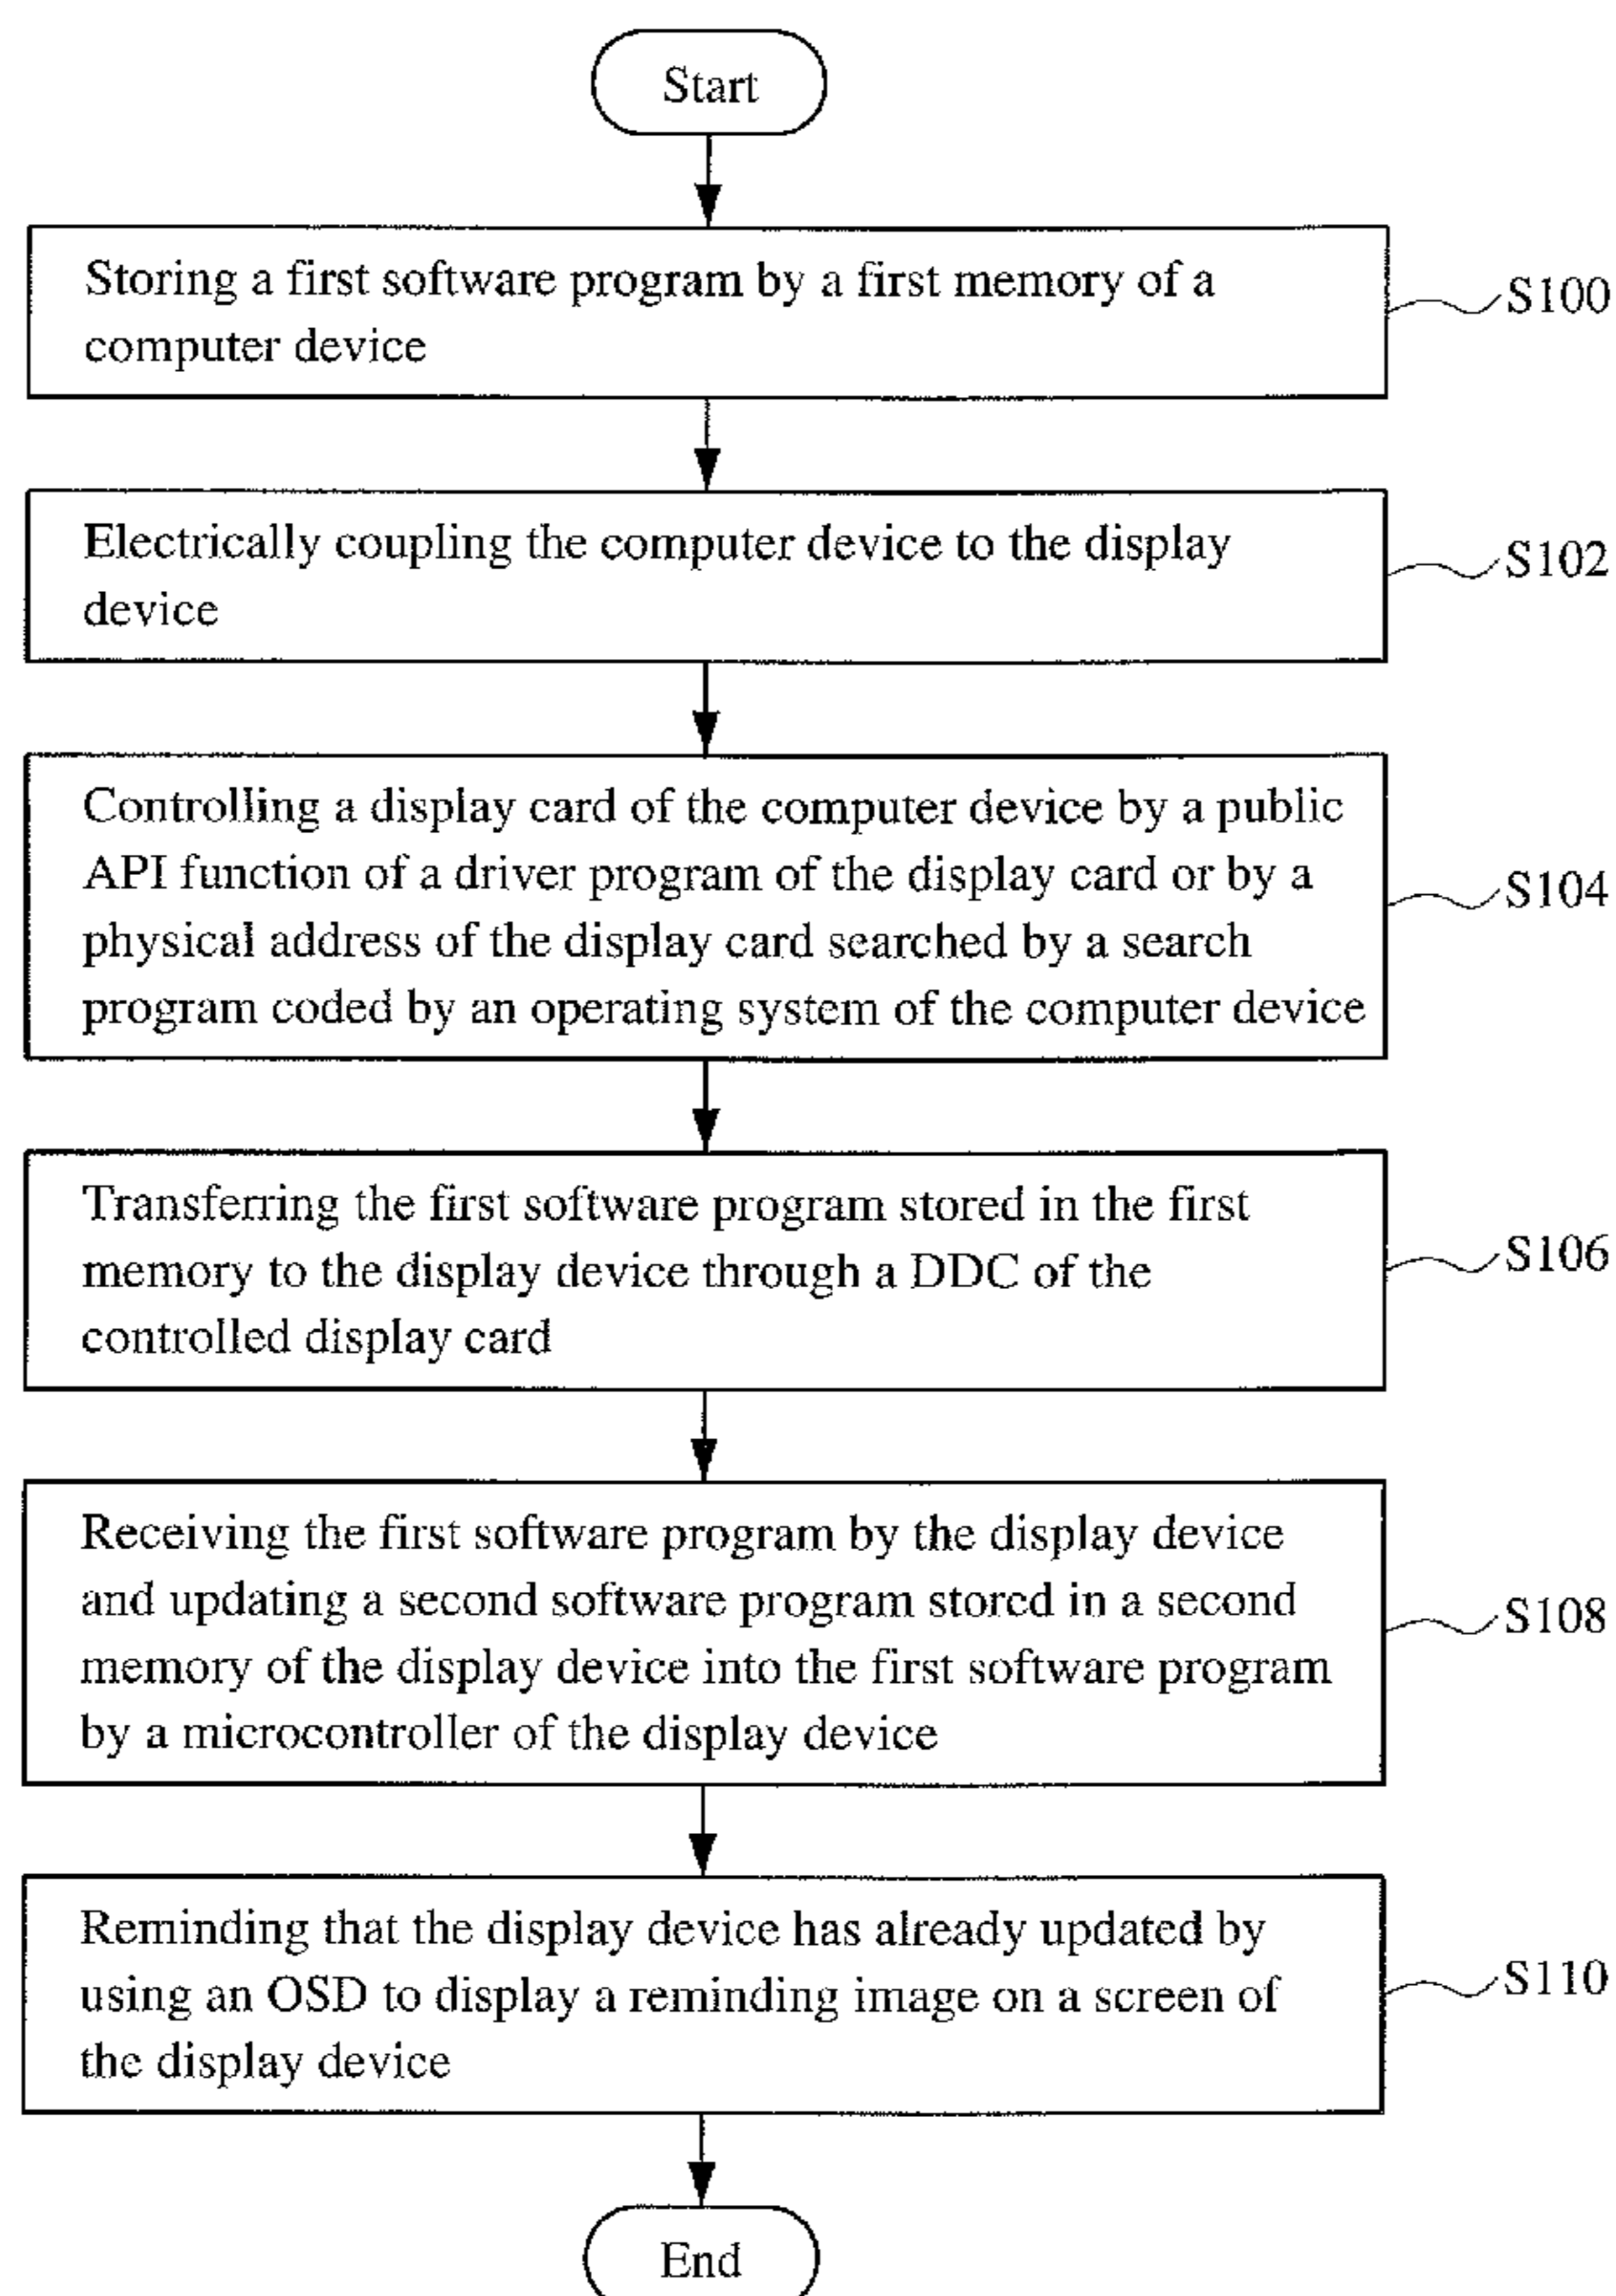 Start
Storing a first software program by a first memory of a
computer device
S100
Electrically coupling the computer device to the display
device
S102
Controlling a display card of the computer device by a public
API function of a driver program of the display card or by a
physical address of the display card searched by a search
program coded by an operating system of the computer device
S104
Transferring the first software program stored in the first
memory to the display device through a DDC of the
controlled display card
S106
Receiving the first software program by the display device
and updating a second software program stored in a second
memory of the display device into the first software program
by a microcontroller of the display device
S108
Reminding that the display device has already updated by
using an OSD to display a reminding image on a screen of
the display device
S110
End